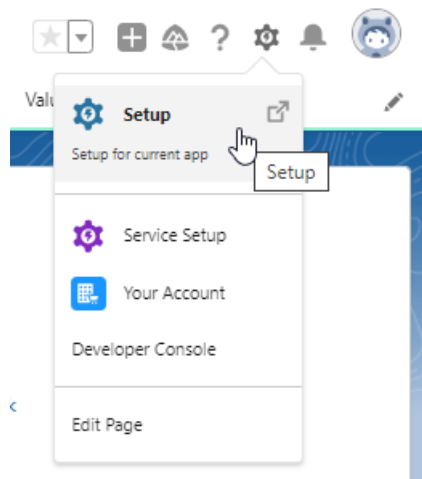 Valu
Setup
Setup for current app
Setup
Service Setup
Your Account
Developer Console
Edit Page